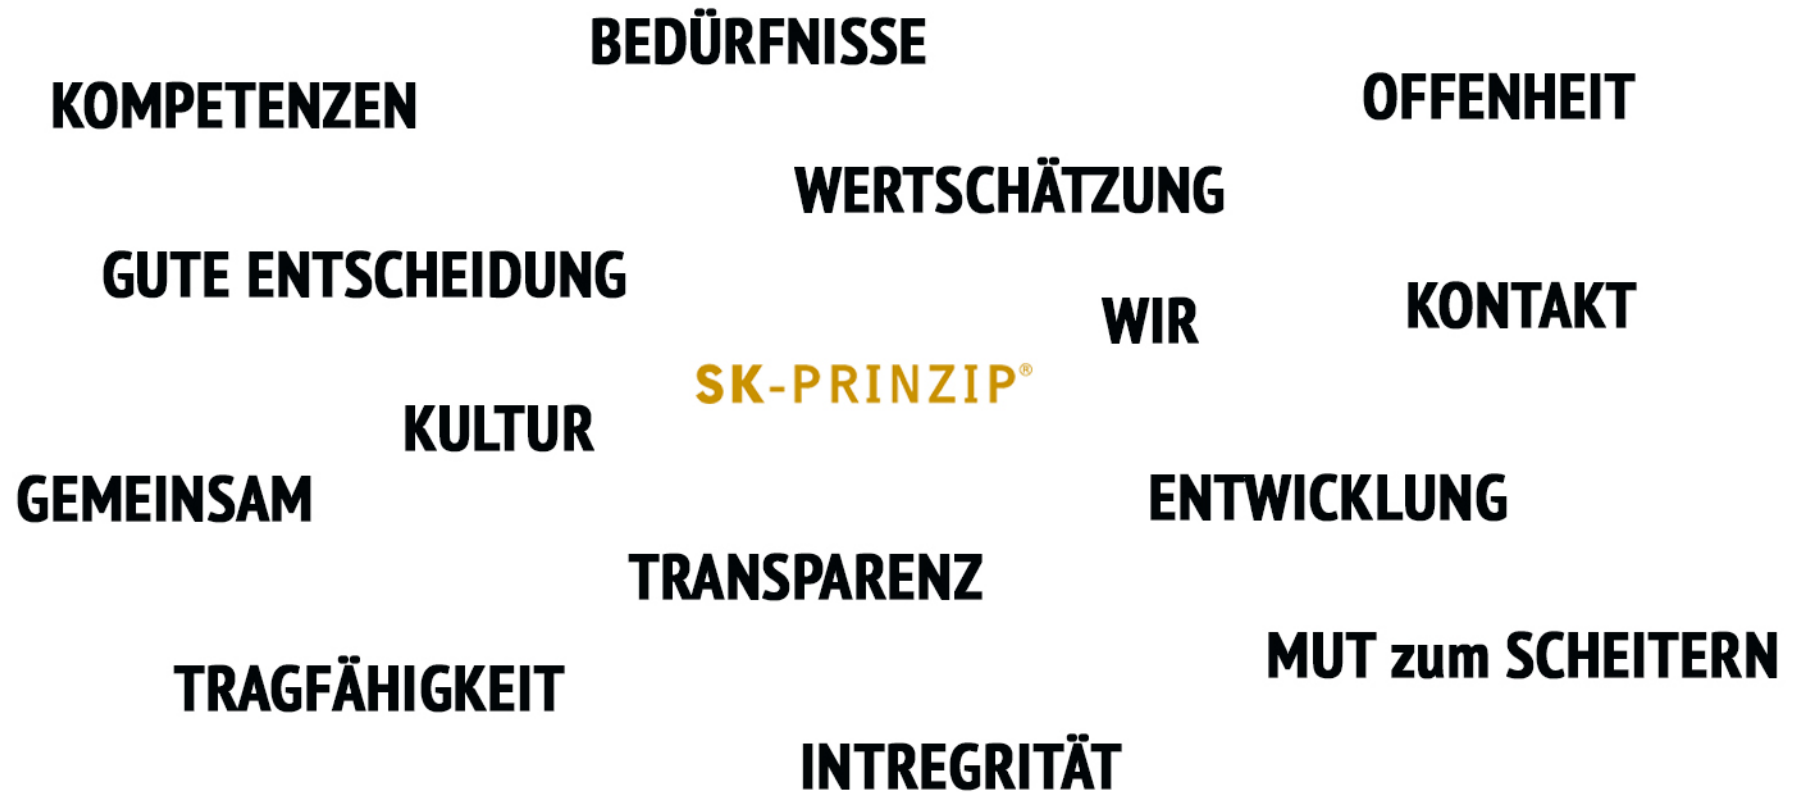 BEDÜRFNISSE
KOMPETENZEN
OFFENHEIT
WERTSCHÄTZUNG
GUTE ENTSCHEIDUNG
WIR
KONTAKT
SK-PRINZIP®
KULTUR
GEMEINSAM
ENTWICKLUNG
TRANSPARENZ
MUT zum SCHEITERN
TRAGFÄHIGKEIT
INTREGRITÄT